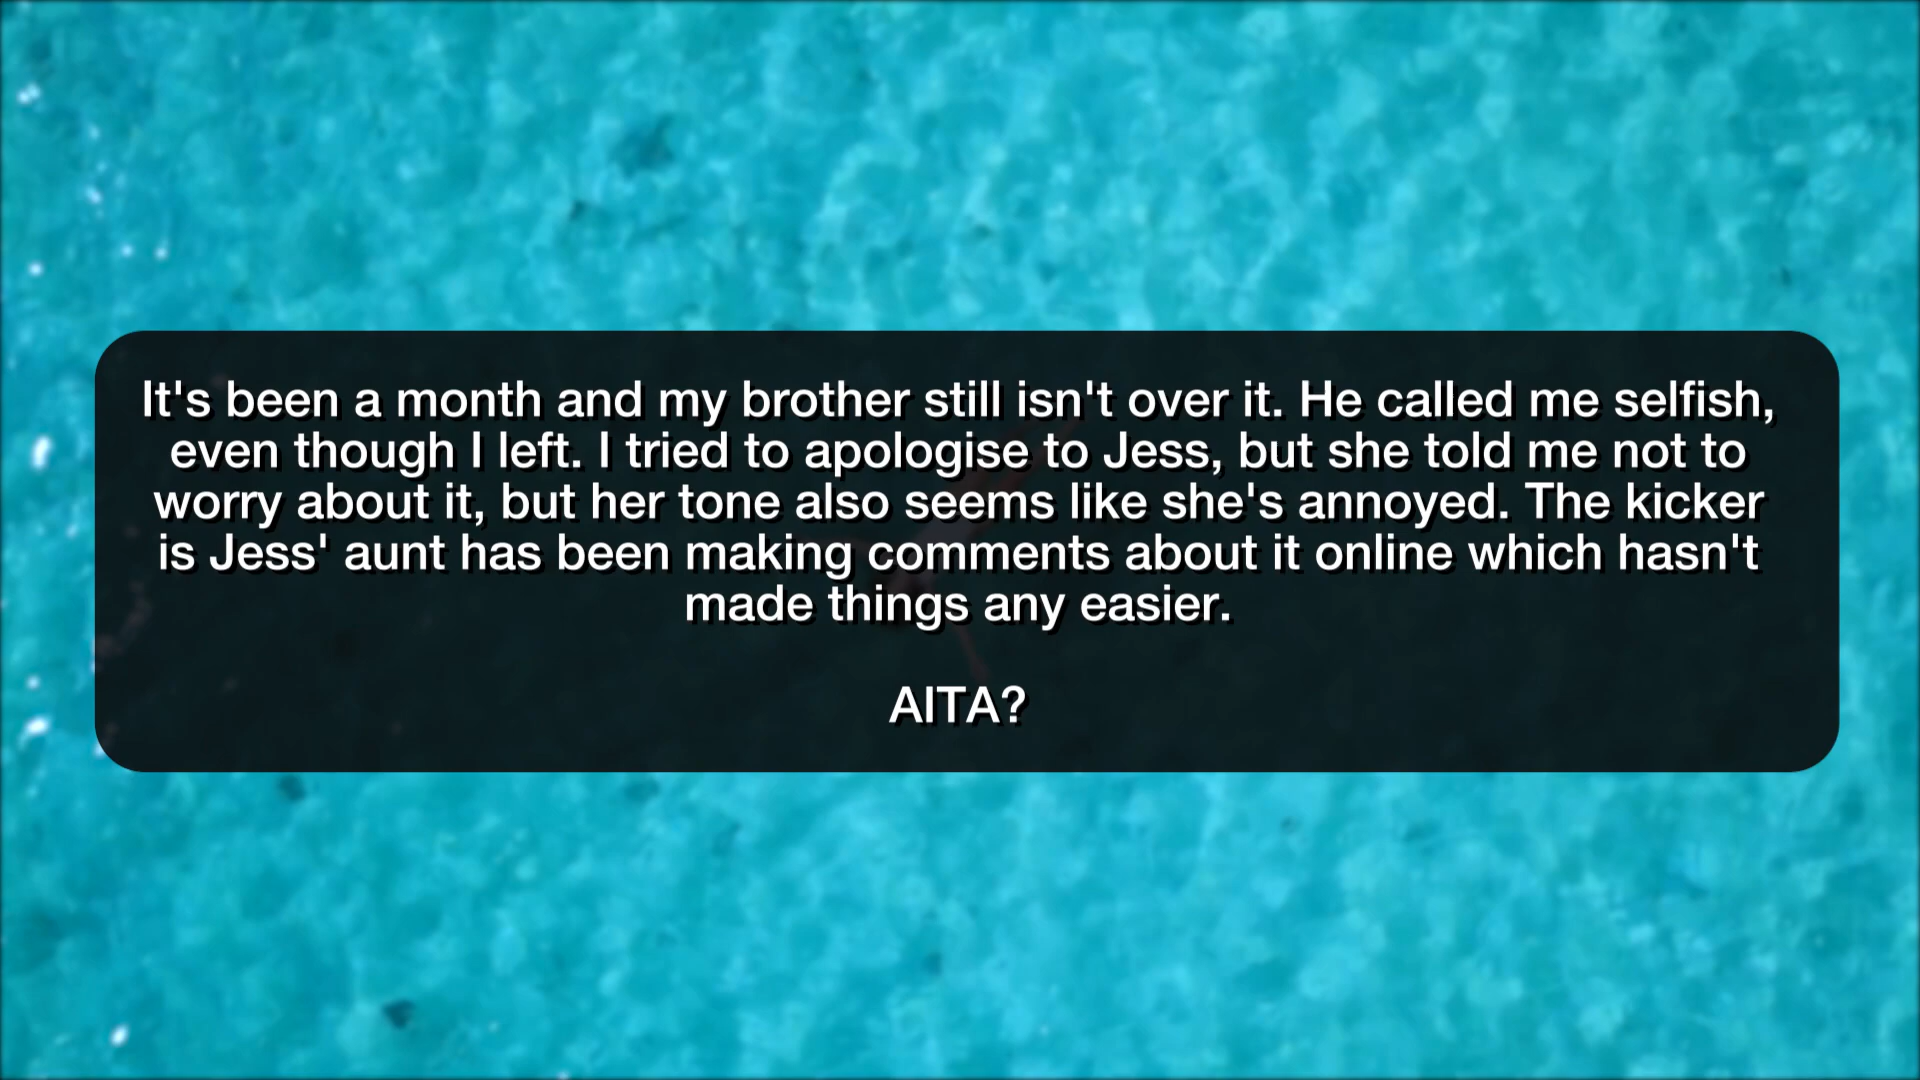 It's been a month and my brother still isn't over it. He called me selfish,
even though I left. I tried to apologise to Jess, but she told me not to
worry about it, but her tone also seems like she's annoyed. The kicker
is Jess' aunt has been making comments about it online which hasn't
made things any easier.
AITA?